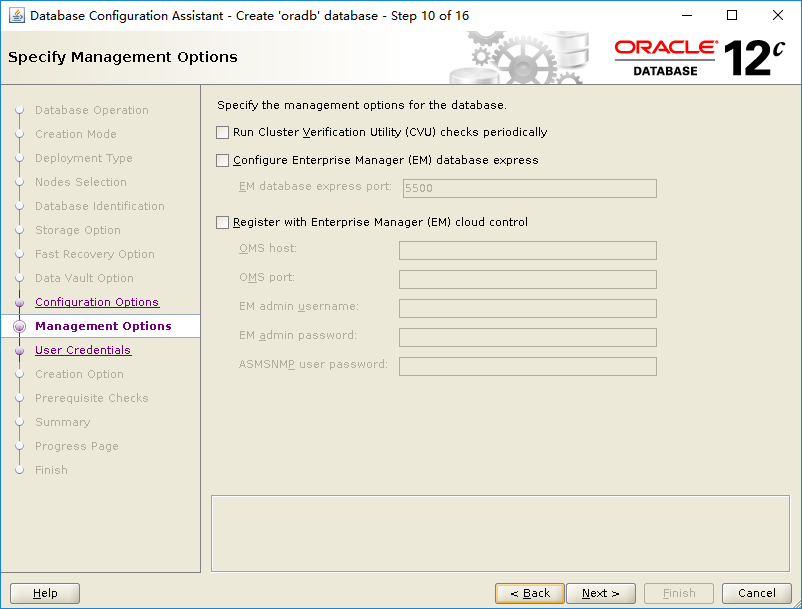 Database Configuration Assistant - Create 'oradb' database - Step 10 of 16
Specify Management Options
ORACLE®
DATABASE
12c
Database Operation
Creation Mode
Deployment Type
Nodes Selection
Database Identification
Storage Option
Fast Recovery Option
Data Vault Option
Configuration Options
Management Options
User Credentials
Creation Option
Prerequisite Checks
Summary
Progress Page
Finish
Specify the management options for the database.
Run Cluster Verification Utility (CVU) checks periodically
Configure Enterprise Manager (EM) database express
EM database express port: 5500
Register with Enterprise Manager (EM) cloud control
OMS host:
OMS port:
EM admin username:
EM admin password:
ASMSNMP user password:
Help < Back Next > Finish Cancel